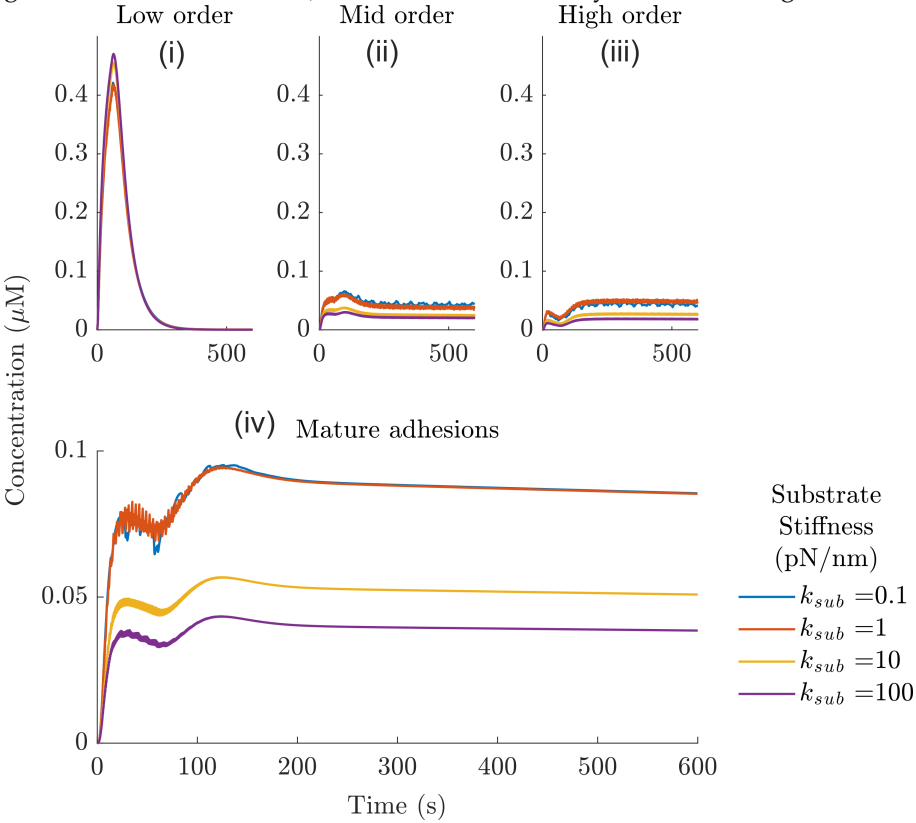 Low order
Mid order
High order
(i)
(ii)
(iii)
0.4
0.3
0.2
0.1
0
0
500
0.4
0.3
0.2
0.1
0
0
500
0.4
0.3
0.2
0.1
0
0
500
Concentration (μM)
(iv) Mature adhesions
0.1
0.05
0
0
100
200
300
400
500
600
Time (s)
Substrate
Stiffness
(pN/nm)
k_sub =0.1
k_sub =1
k_sub =10
k_sub =100